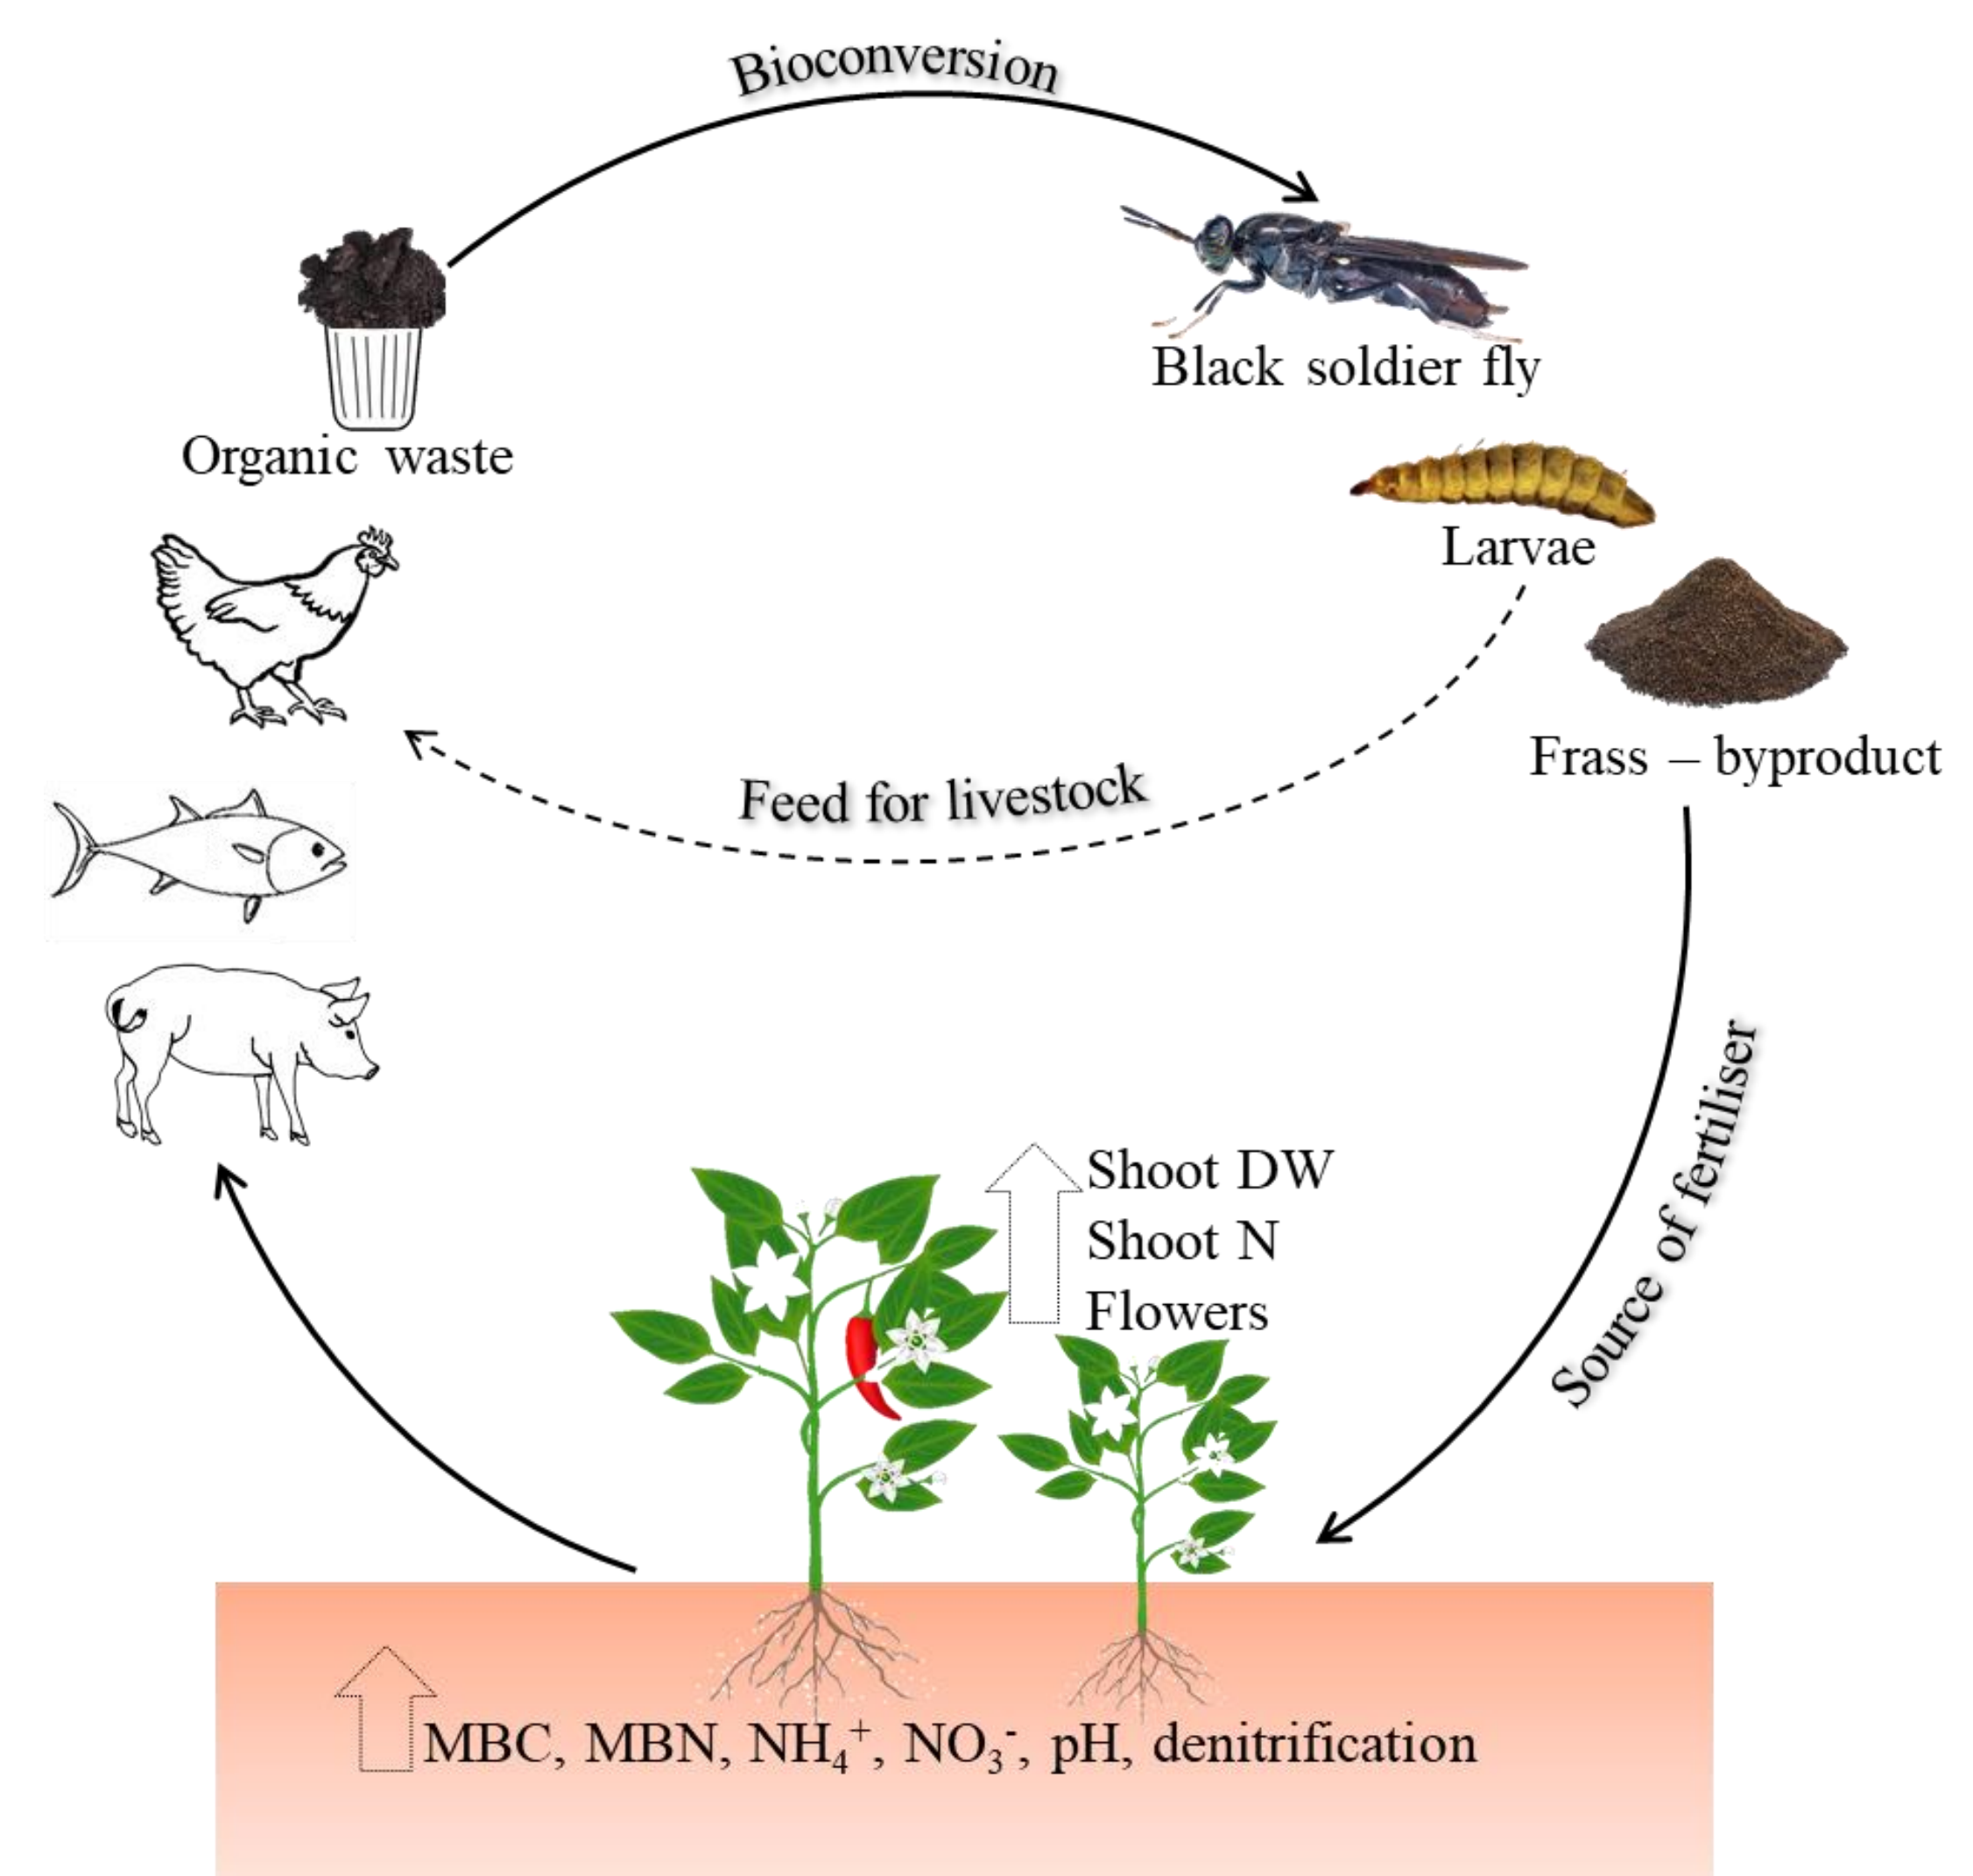 Bioconversion
Black soldier fly
Organic waste
Larvae
Frass – byproduct
Feed for livestock
Source of fertiliser
Shoot DW
Shoot N
Flowers
MBC, MBN, NH₄⁺, NO₃⁻, pH, denitrification